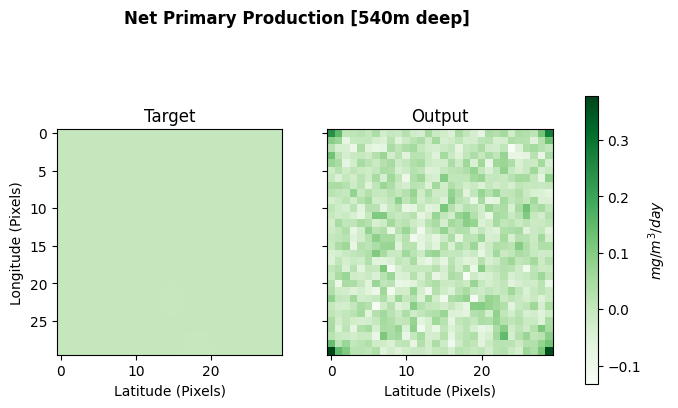 Net Primary Production [540m deep]
Target
Output
0
5
10
15
20
25
Longitude (Pixels)
0
10
20
Latitude (Pixels)
0
10
20
Latitude (Pixels)
0.3
0.2
0.1
0.0
−0.1
mg/m³/day